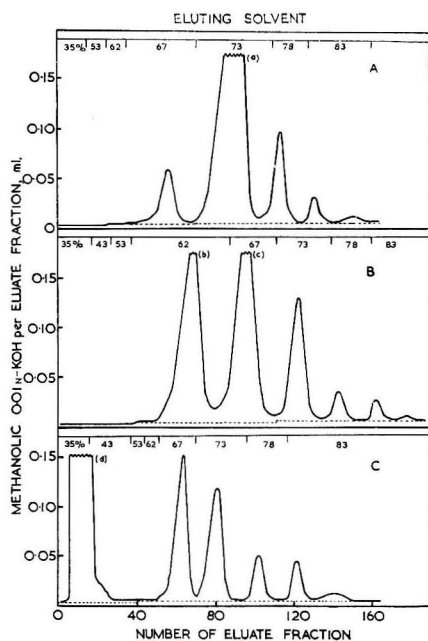 ELUTING SOLVENT
35% 53 62 67 73 78 83
(a)
A
0·15
0·10
0·05
0
35% 43 53 62 67 73 78 83
(b) (c)
B
0·15
0·10
0·05
35% 43 53 62 67 73 78 83
(d)
C
0·15
0·10
0·05
0 40 80 120 160
NUMBER OF ELUATE FRACTION
METHANOLIC 0·01N-KOH per ELUATE FRACTION, ml.